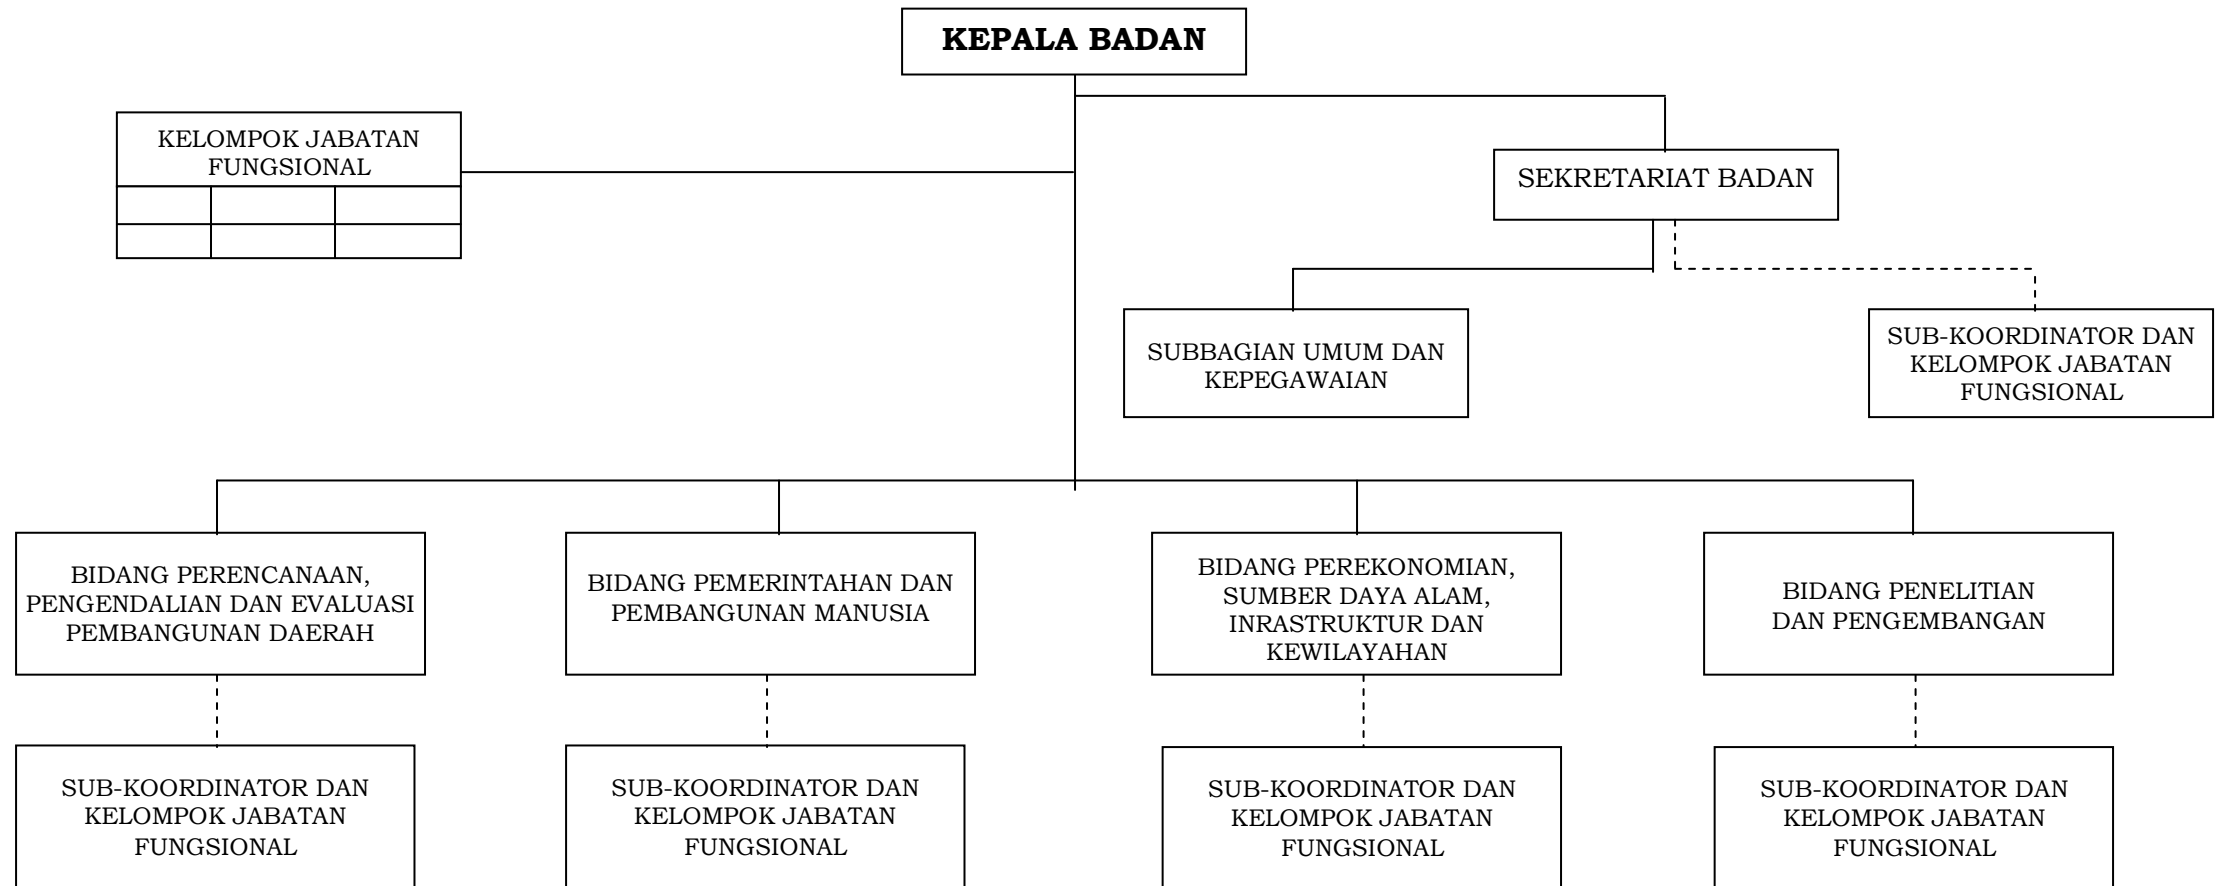 KEPALA BADAN
KELOMPOK JABATAN
FUNGSIONAL
SEKRETARIAT BADAN
SUBBAGIAN UMUM DAN
KEPEGAWAIAN
SUB-KOORDINATOR DAN
KELOMPOK JABATAN
FUNGSIONAL
BIDANG PERENCANAAN,
PENGENDALIAN DAN EVALUASI
PEMBANGUNAN DAERAH
BIDANG PEMERINTAHAN DAN
PEMBANGUNAN MANUSIA
BIDANG PEREKONOMIAN,
SUMBER DAYA ALAM,
INRASTRUKTUR DAN
KEWILAYAHAN
BIDANG PENELITIAN
DAN PENGEMBANGAN
SUB-KOORDINATOR DAN
KELOMPOK JABATAN
FUNGSIONAL
SUB-KOORDINATOR DAN
KELOMPOK JABATAN
FUNGSIONAL
SUB-KOORDINATOR DAN
KELOMPOK JABATAN
FUNGSIONAL
SUB-KOORDINATOR DAN
KELOMPOK JABATAN
FUNGSIONAL